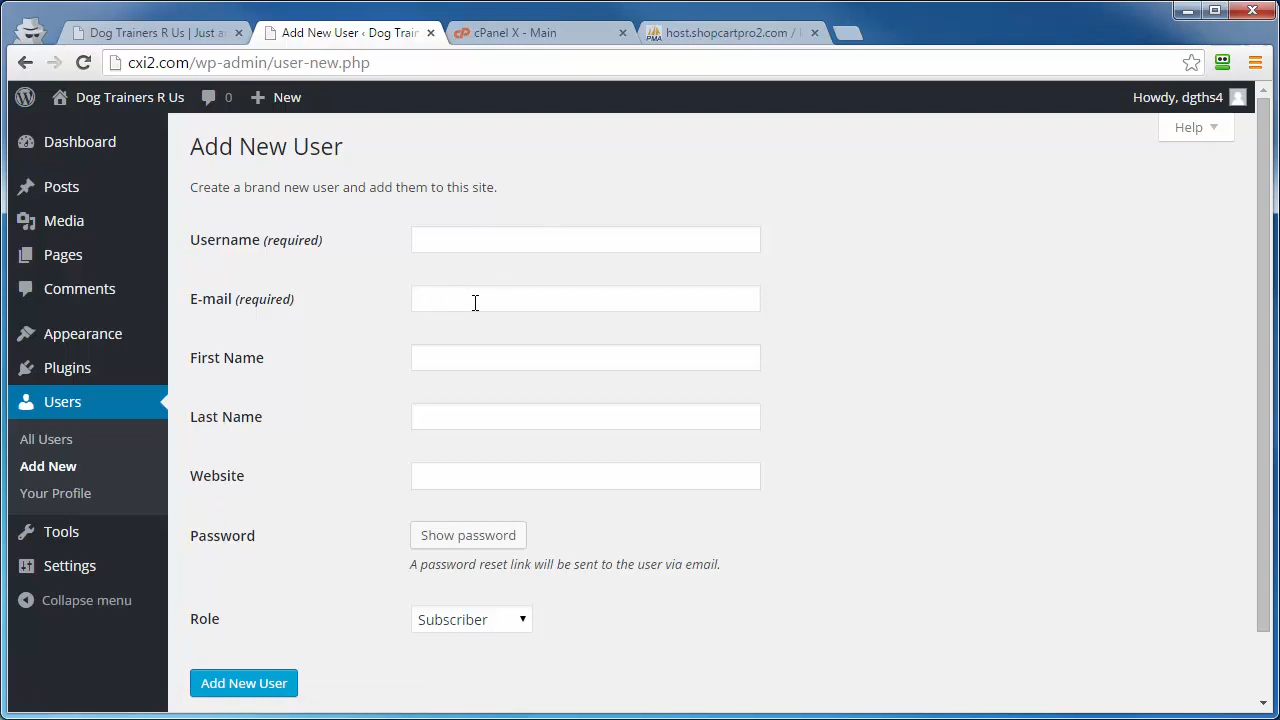 Dog Trainers R Us | Just a
Add New User ‹ Dog Train
cPanel X - Main
PMA host.shopcartpro2.com /
cxi2.com/wp-admin/user-new.php
Dog Trainers R Us 0 New Howdy, dgths4
Help
Dashboard
Posts
Media
Pages
Comments
Appearance
Plugins
Users
All Users
Add New
Your Profile
Tools
Settings
Collapse menu
Add New User
Create a brand new user and add them to this site.
Username (required)
E-mail (required)
First Name
Last Name
Website
Password Show password
A password reset link will be sent to the user via email.
Role Subscriber
Add New User